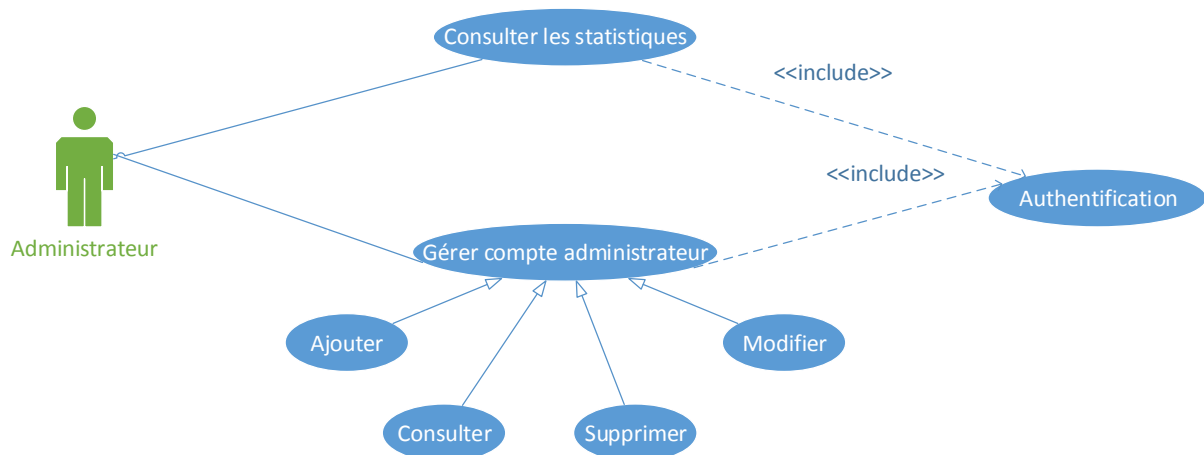 Consulter les statistiques
<<include>>
<<include>>
Authentification
Administrateur
Gérer compte administrateur
Ajouter
Modifier
Consulter
Supprimer